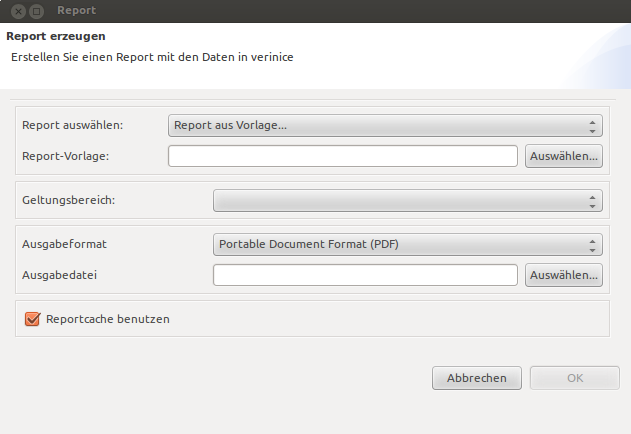 Report
Report erzeugen
Erstellen Sie einen Report mit den Daten in verinice
Report auswählen: Report aus Vorlage...
Report-Vorlage: Auswählen...
Geltungsbereich:
Ausgabeformat Portable Document Format (PDF)
Ausgabedatei Auswählen...
Reportcache benutzen
Abbrechen OK